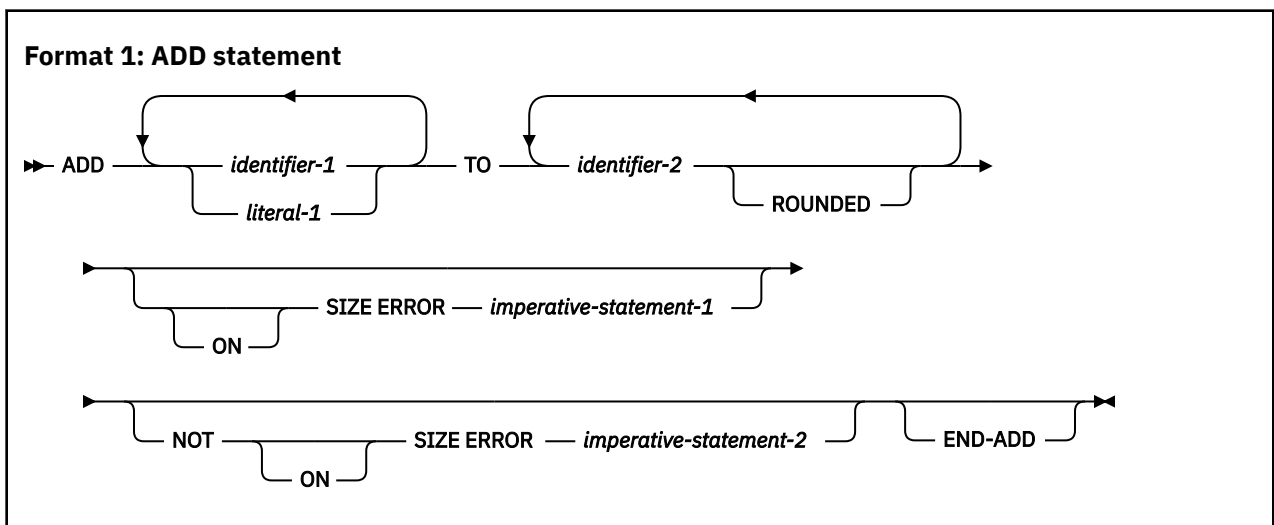 Format 1: ADD statement
ADD identifier-1 TO identifier-2
literal-1 ROUNDED
SIZE ERROR imperative-statement-1
ON
NOT SIZE ERROR imperative-statement-2 END-ADD
ON